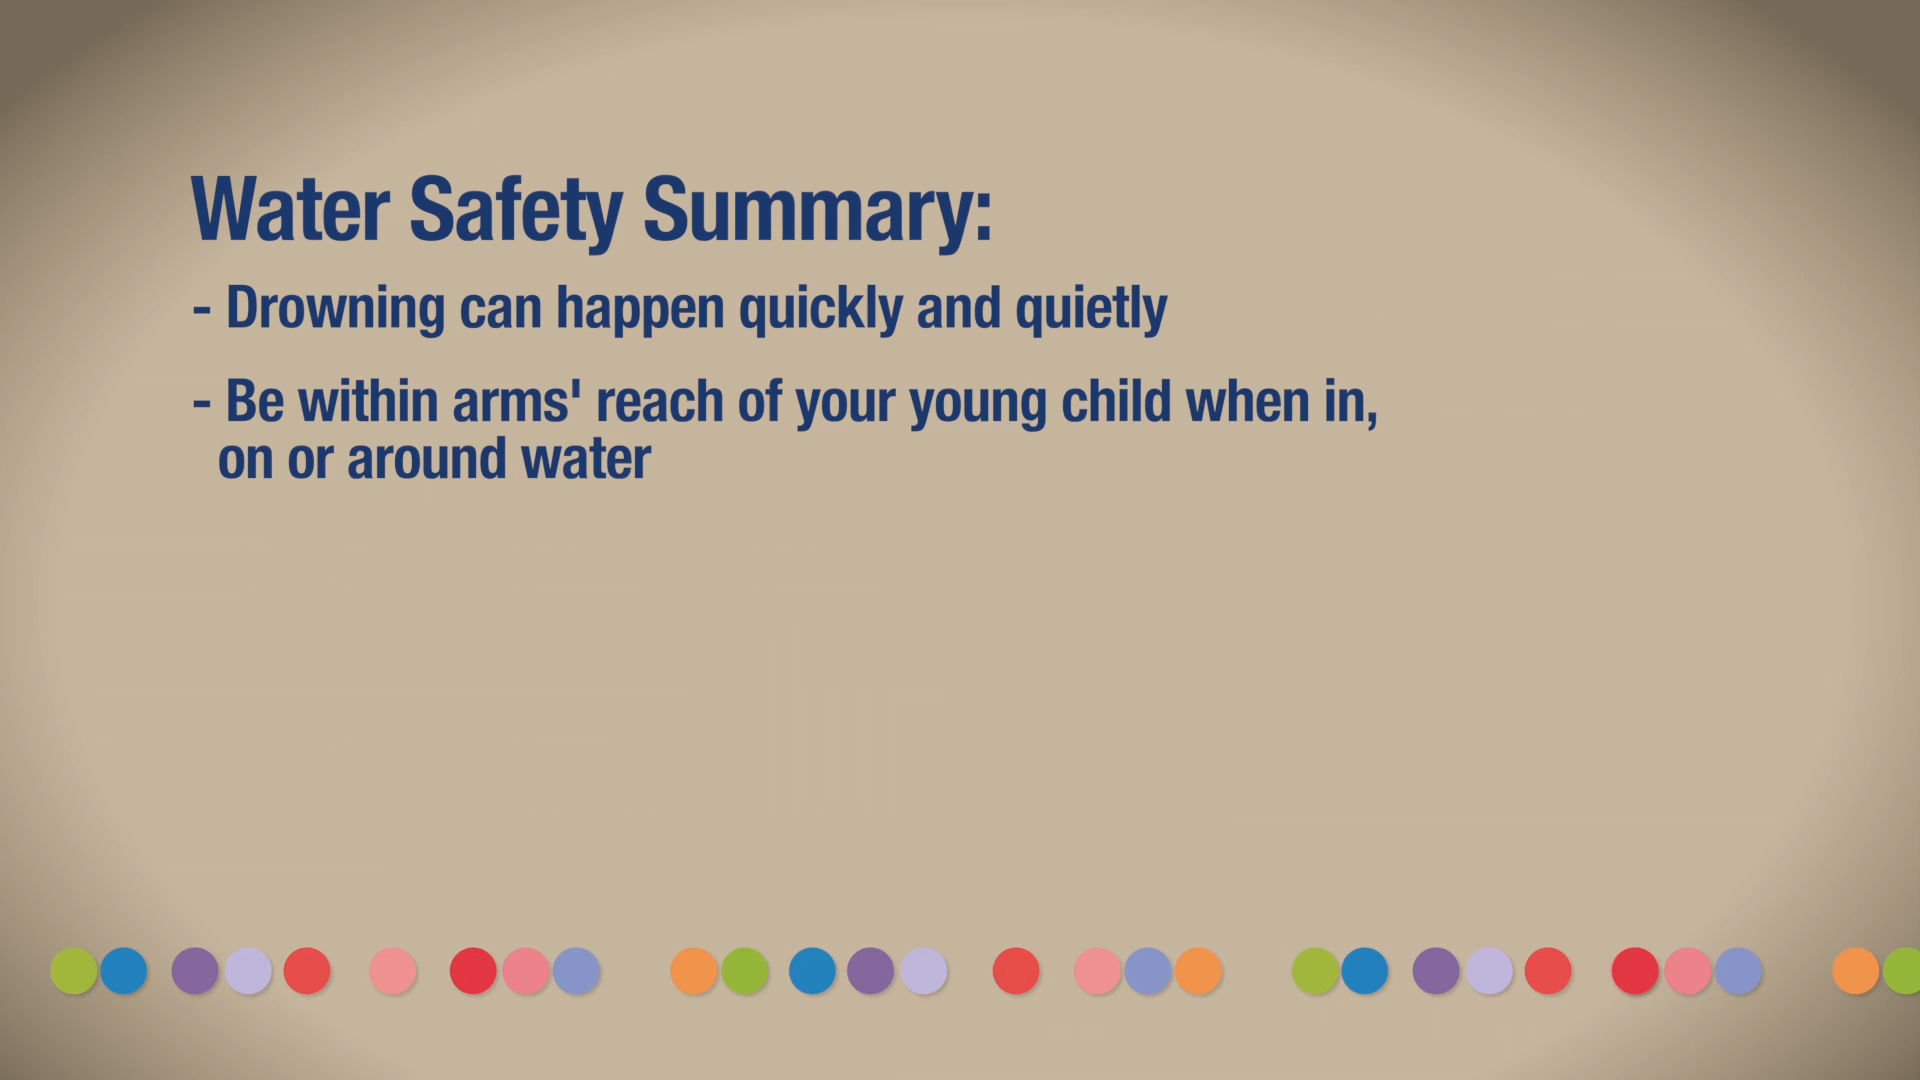 Water Safety Summary:
- Drowning can happen quickly and quietly
- Be within arms' reach of your young child when in,
on or around water